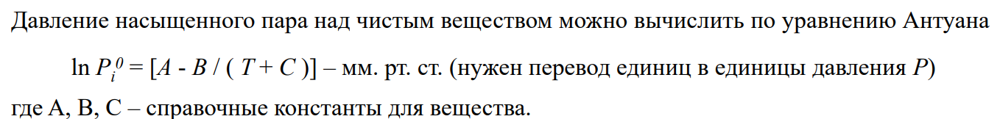 Давление насыщенного пара над чистым веществом можно вычислить по уравнению Антуана
ln P_i^0 = [A - B / ( T + C )] – мм. рт. ст. (нужен перевод единиц в единицы давления P)
где A, B, C – справочные константы для вещества.